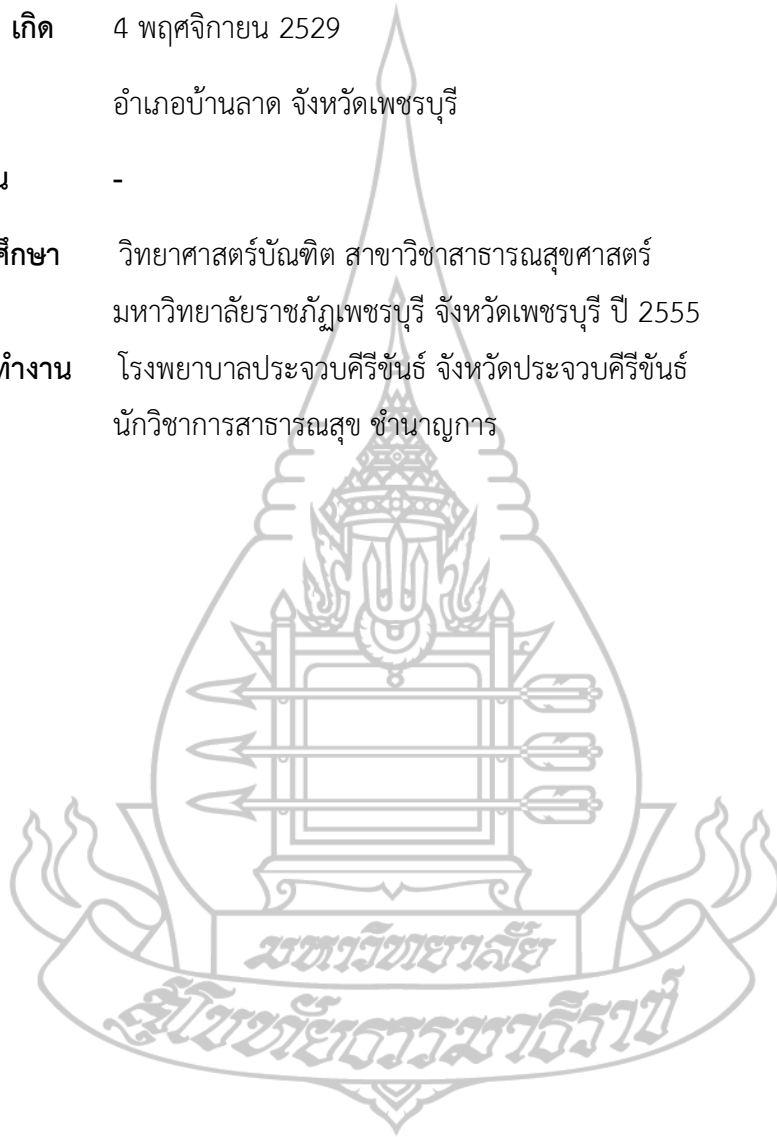 เกิด 4 พฤศจิกายน 2529
อำเภอบ้านลาด จังหวัดเพชรบุรี
น -
ศึกษา วิทยาศาสตร์บัณฑิต สาขาวิชาสาธารณสุขศาสตร์
มหาวิทยาลัยราชภัฏเพชรบุรี จังหวัดเพชรบุรี ปี 2555
ทำงาน โรงพยาบาลประจวบคีรีขันธ์ จังหวัดประจวบคีรีขันธ์
นักวิชาการสาธารณสุข ชำนาญการ
มหาวิทยาลัย
สุโขทัยธรรมาธิราช